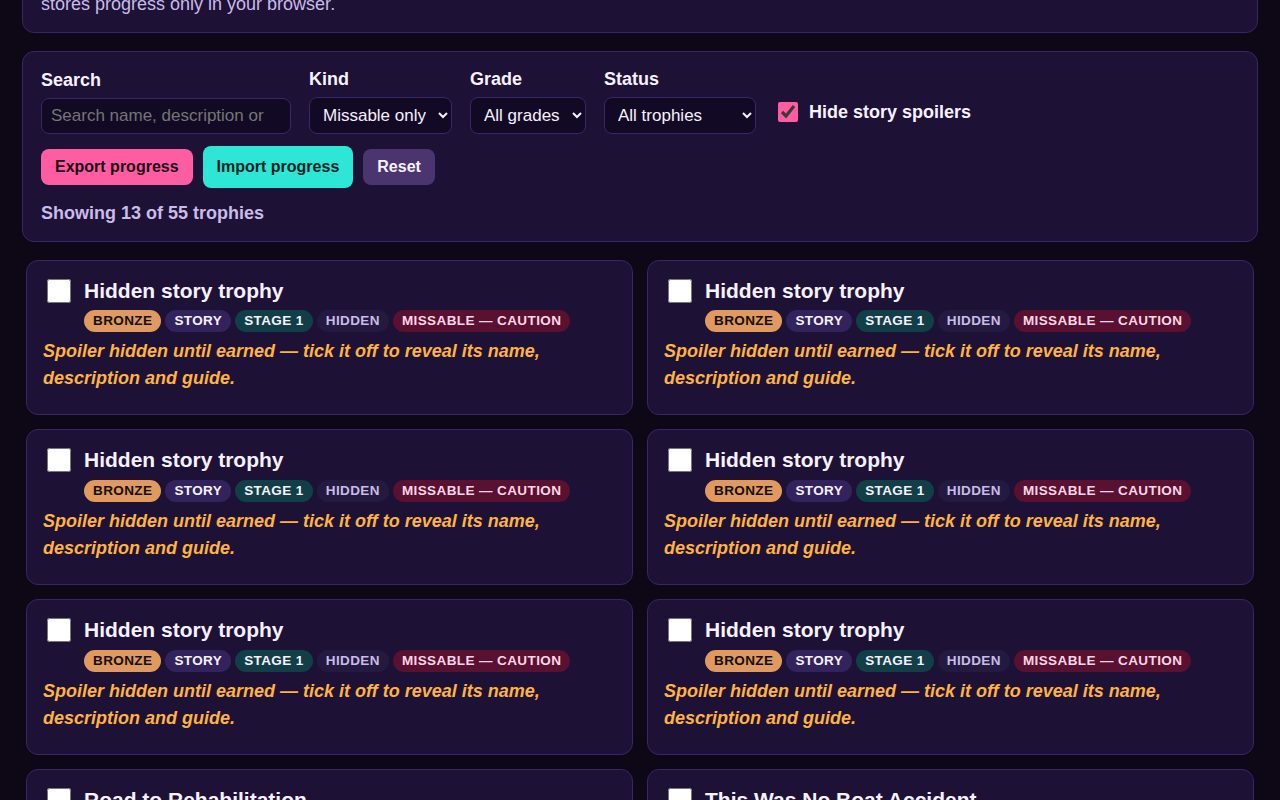 stores progress only in your browser.
Search
Kind
Grade
Status
Search name, description or
Missable only
All grades
All trophies
Hide story spoilers
Export progress
Import progress
Reset
Showing 13 of 55 trophies
Hidden story trophy
BRONZE STORY STAGE 1 HIDDEN MISSABLE — CAUTION
Spoiler hidden until earned — tick it off to reveal its name,
description and guide.
Hidden story trophy
BRONZE STORY STAGE 1 HIDDEN MISSABLE — CAUTION
Spoiler hidden until earned — tick it off to reveal its name,
description and guide.
Hidden story trophy
BRONZE STORY STAGE 1 HIDDEN MISSABLE — CAUTION
Spoiler hidden until earned — tick it off to reveal its name,
description and guide.
Hidden story trophy
BRONZE STORY STAGE 1 HIDDEN MISSABLE — CAUTION
Spoiler hidden until earned — tick it off to reveal its name,
description and guide.
Hidden story trophy
BRONZE STORY STAGE 1 HIDDEN MISSABLE — CAUTION
Spoiler hidden until earned — tick it off to reveal its name,
description and guide.
Hidden story trophy
BRONZE STORY STAGE 1 HIDDEN MISSABLE — CAUTION
Spoiler hidden until earned — tick it off to reveal its name,
description and guide.
Road to Rehabilitation
This Was No Boat Accident